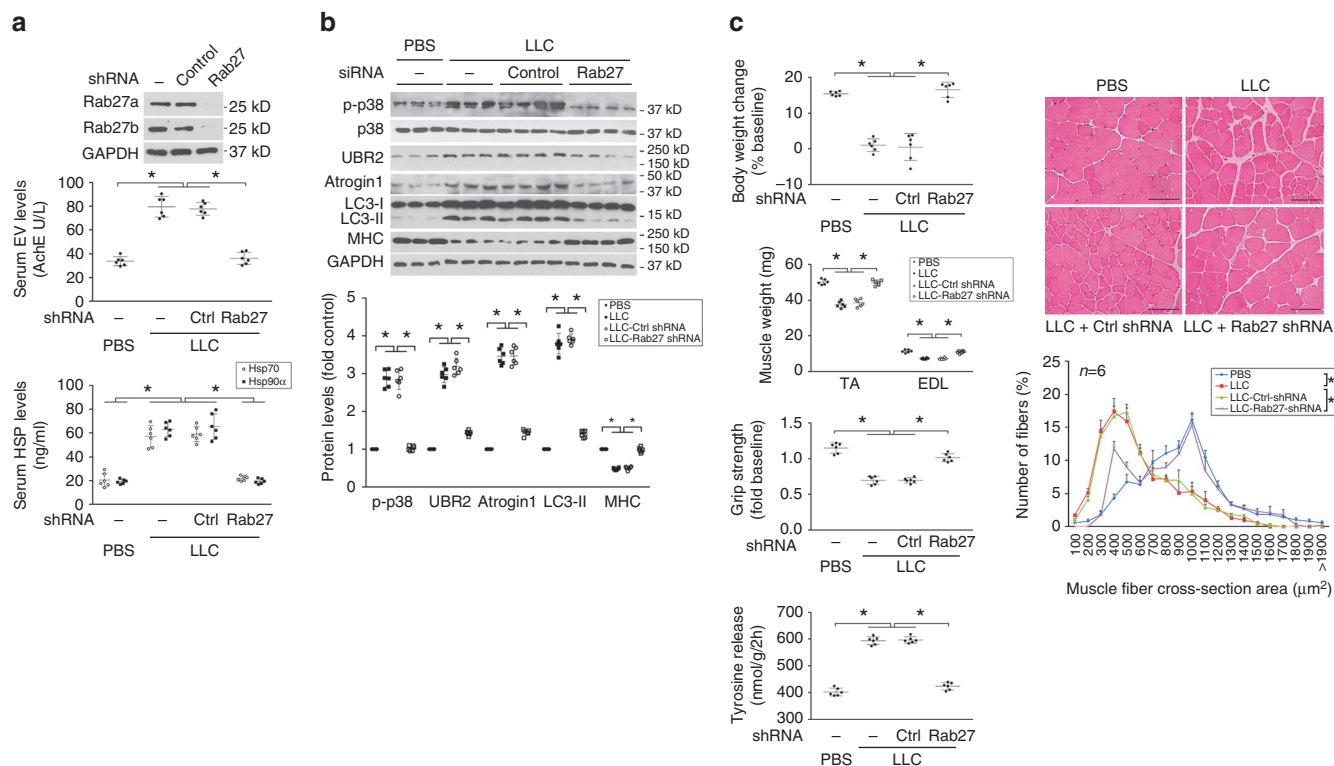 a
shRNA
– Control Rab27
Rab27a
25 kD
Rab27b
25 kD
GAPDH
37 kD
Serum EV levels
(AchE U/L)
100
80
60
40
20
0
* *
shRNA – – Ctrl Rab27
PBS LLC
Serum HSP levels
(ng/ml)
100
80
60
40
20
0
Hsp70
Hsp90α
* *
shRNA – – Ctrl Rab27
PBS LLC
b
PBS LLC
siRNA – – Control Rab27
p-p38 37 kD
p38 37 kD
UBR2 250 kD
150 kD
Atrogin1 50 kD
37 kD
LC3-I
LC3-II 15 kD
MHC 250 kD
150 kD
GAPDH 37 kD
Protein levels (fold control)
5
4
3
2
1
0
PBS
LLC
LLC-Ctrl shRNA
LLC-Rab27 shRNA
* * * * * * * * * *
p-p38 UBR2 Atrogin1 LC3-II MHC
c
Body weight change
(% baseline)
20
10
0
–10
* *
shRNA – – Ctrl Rab27
PBS LLC
Muscle weight (mg)
60
40
20
0
PBS
LLC
LLC-Ctrl shRNA
LLC-Rab27 shRNA
* * * *
TA EDL
Grip strength
(fold baseline)
1.5
1.0
0.5
0.0
* *
shRNA – – Ctrl Rab27
PBS LLC
Tyrosine release
(nmol/g/2h)
700
600
500
400
300
* *
shRNA – – Ctrl Rab27
PBS LLC
PBS LLC
LLC + Ctrl shRNA LLC + Rab27 shRNA
Number of fibers (%)
25
20
15
10
5
0
n=6
PBS
LLC
LLC-Ctrl-shRNA
LLC-Rab27-shRNA
*
*
100 200 300 400 500 600 700 800 900 1000 1100 1200 1300 1400 1500 1600 1700 1800 1900 >1900
Muscle fiber cross-section area (μm²)